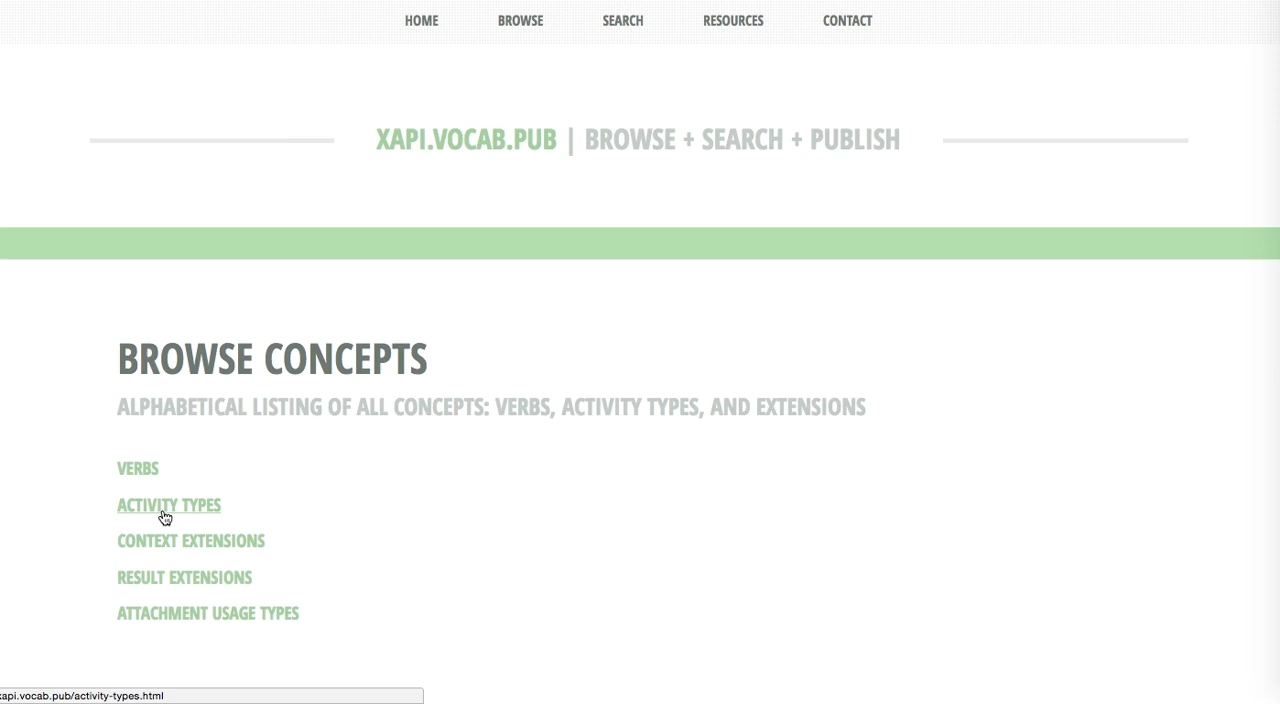 HOME BROWSE SEARCH RESOURCES CONTACT
XAPI.VOCAB.PUB | BROWSE + SEARCH + PUBLISH
BROWSE CONCEPTS
ALPHABETICAL LISTING OF ALL CONCEPTS: VERBS, ACTIVITY TYPES, AND EXTENSIONS
VERBS
ACTIVITY TYPES
CONTEXT EXTENSIONS
RESULT EXTENSIONS
ATTACHMENT USAGE TYPES
xapi.vocab.pub/activity-types.html